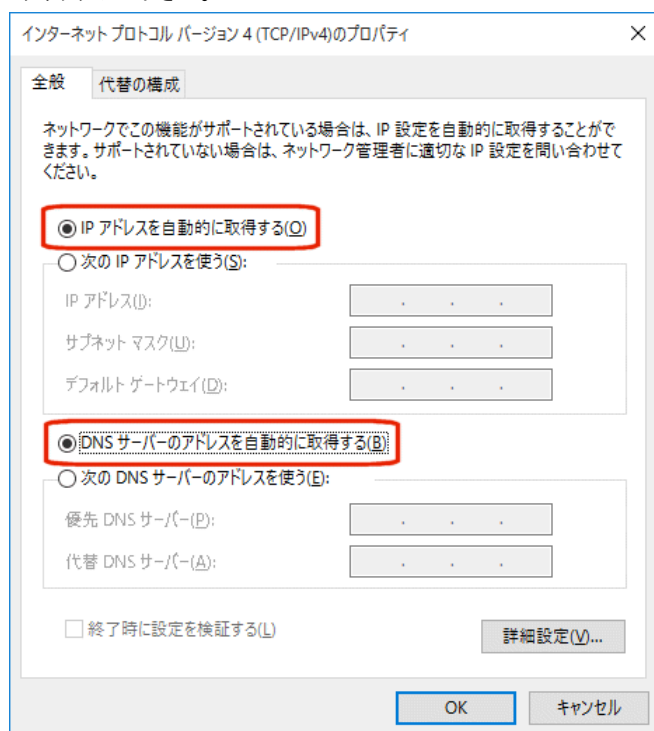 インターネット プロトコル バージョン 4 (TCP/IPv4)のプロパティ
全般
代替の構成
ネットワークでこの機能がサポートされている場合は、IP 設定を自動的に取得することがで
きます。サポートされていない場合は、ネットワーク管理者に適切な IP 設定を問い合わせて
ください。
IP アドレスを自動的に取得する(O)
次の IP アドレスを使う(S):
IP アドレス(I):
サブネット マスク(U):
デフォルト ゲートウェイ(D):
DNS サーバーのアドレスを自動的に取得する(B)
次の DNS サーバーのアドレスを使う(E):
優先 DNS サーバー(P):
代替 DNS サーバー(A):
終了時に設定を検証する(L)
詳細設定(V)...
OK
キャンセル